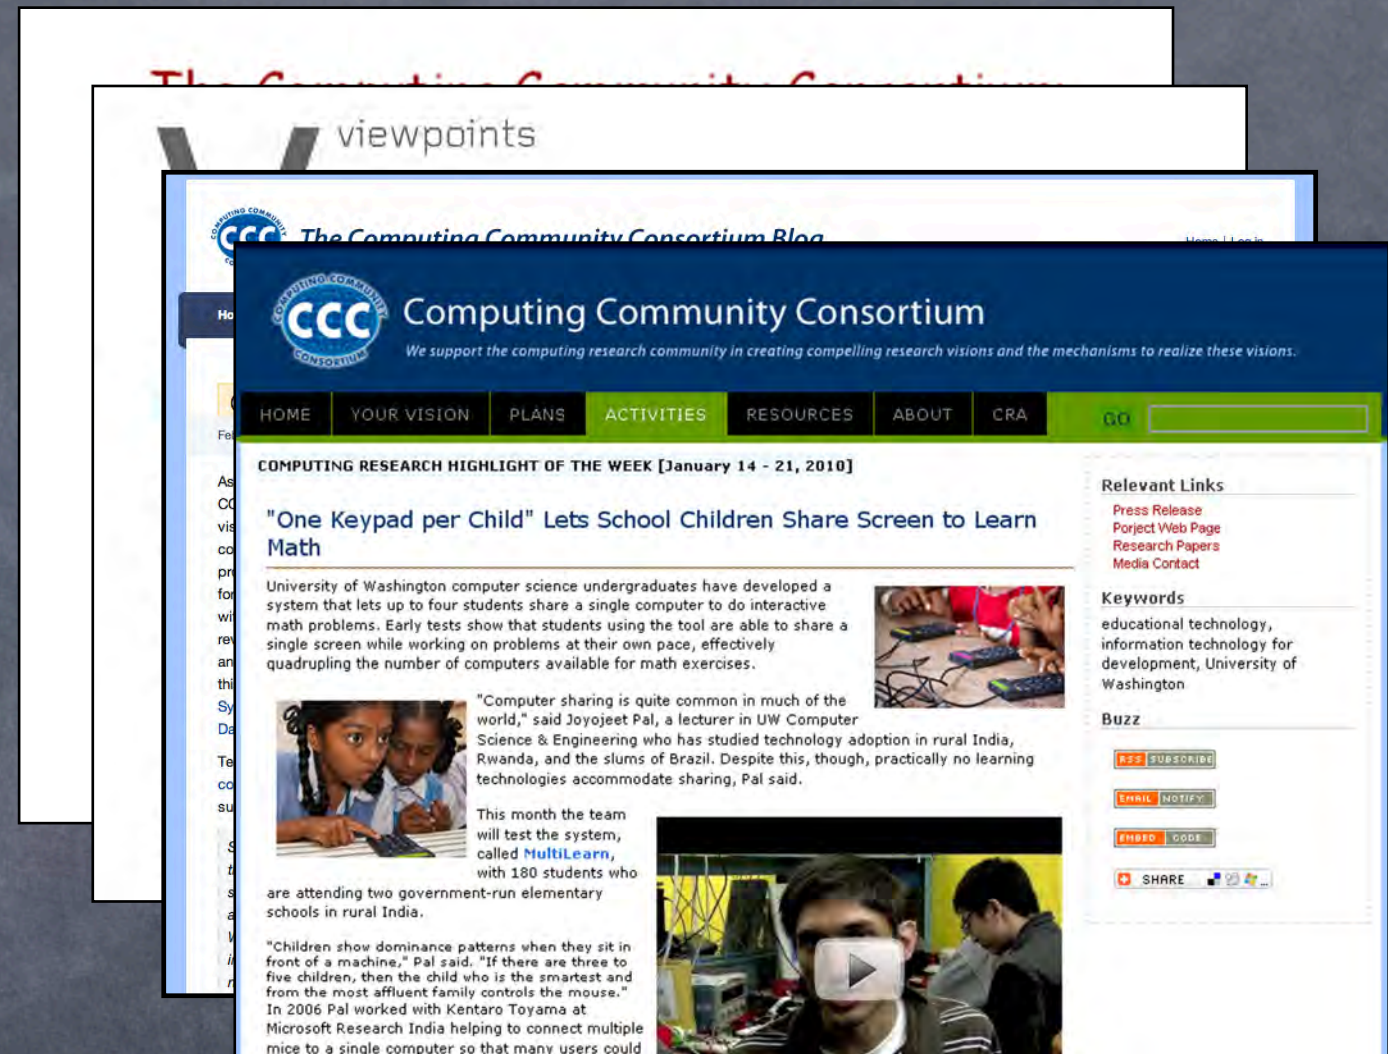 The Computing Community Consortium
viewpoints
The Computing Community Consortium Blog
Home | Log in
COMPUTING COMMUNITY
CCC
CONSORTIUM
Computing Community Consortium
We support the computing research community in creating compelling research visions and the mechanisms to realize these visions.
HOME YOUR VISION PLANS ACTIVITIES RESOURCES ABOUT CRA GO
COMPUTING RESEARCH HIGHLIGHT OF THE WEEK [January 14 - 21, 2010]
"One Keypad per Child" Lets School Children Share Screen to Learn
Math
University of Washington computer science undergraduates have developed a
system that lets up to four students share a single computer to do interactive
math problems. Early tests show that students using the tool are able to share a
single screen while working on problems at their own pace, effectively
quadrupling the number of computers available for math exercises.
"Computer sharing is quite common in much of the
world," said Joyojeet Pal, a lecturer in UW Computer
Science & Engineering who has studied technology adoption in rural India,
Rwanda, and the slums of Brazil. Despite this, though, practically no learning
technologies accommodate sharing, Pal said.
This month the team
will test the system,
called MultiLearn,
with 180 students who
are attending two government-run elementary
schools in rural India.
"Children show dominance patterns when they sit in
front of a machine," Pal said. "If there are three to
five children, then the child who is the smartest and
from the most affluent family controls the mouse."
In 2006 Pal worked with Kentaro Toyama at
Microsoft Research India helping to connect multiple
mice to a single computer so that many users could
Relevant Links
Press Release
Porject Web Page
Research Papers
Media Contact
Keywords
educational technology,
information technology for
development, University of
Washington
Buzz
RSS SUBSCRIBE
EMAIL NOTIFY
EMBED CODE
SHARE ...